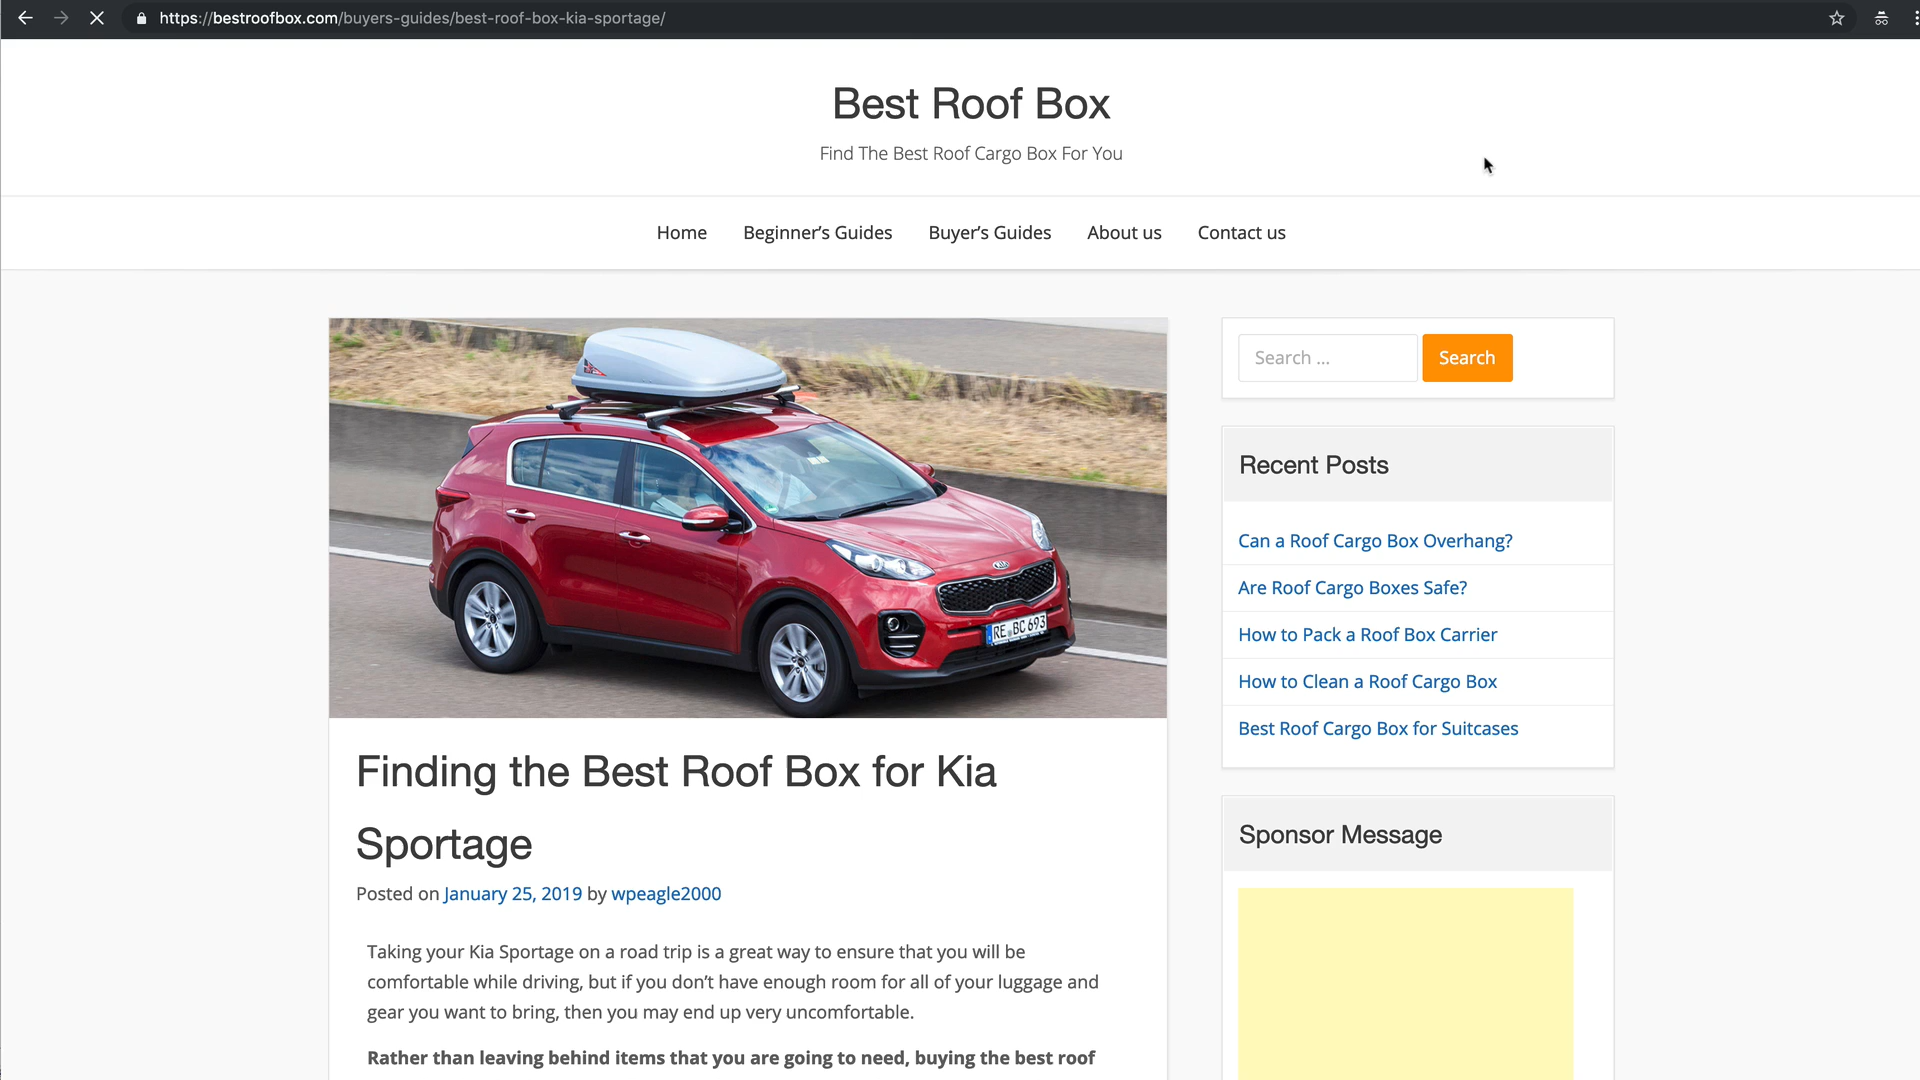 https://bestroofbox.com/buyers-guides/best-roof-box-kia-sportage/
Best Roof Box
Find The Best Roof Cargo Box For You
Home Beginner’s Guides Buyer’s Guides About us Contact us
Search ... Search
Recent Posts
Can a Roof Cargo Box Overhang?
Are Roof Cargo Boxes Safe?
How to Pack a Roof Box Carrier
How to Clean a Roof Cargo Box
Best Roof Cargo Box for Suitcases
KIA
RE BC 693
Finding the Best Roof Box for Kia
Sportage
Posted on January 25, 2019 by wpeagle2000
Taking your Kia Sportage on a road trip is a great way to ensure that you will be
comfortable while driving, but if you don’t have enough room for all of your luggage and
gear you want to bring, then you may end up very uncomfortable.
Rather than leaving behind items that you are going to need, buying the best roof
Sponsor Message